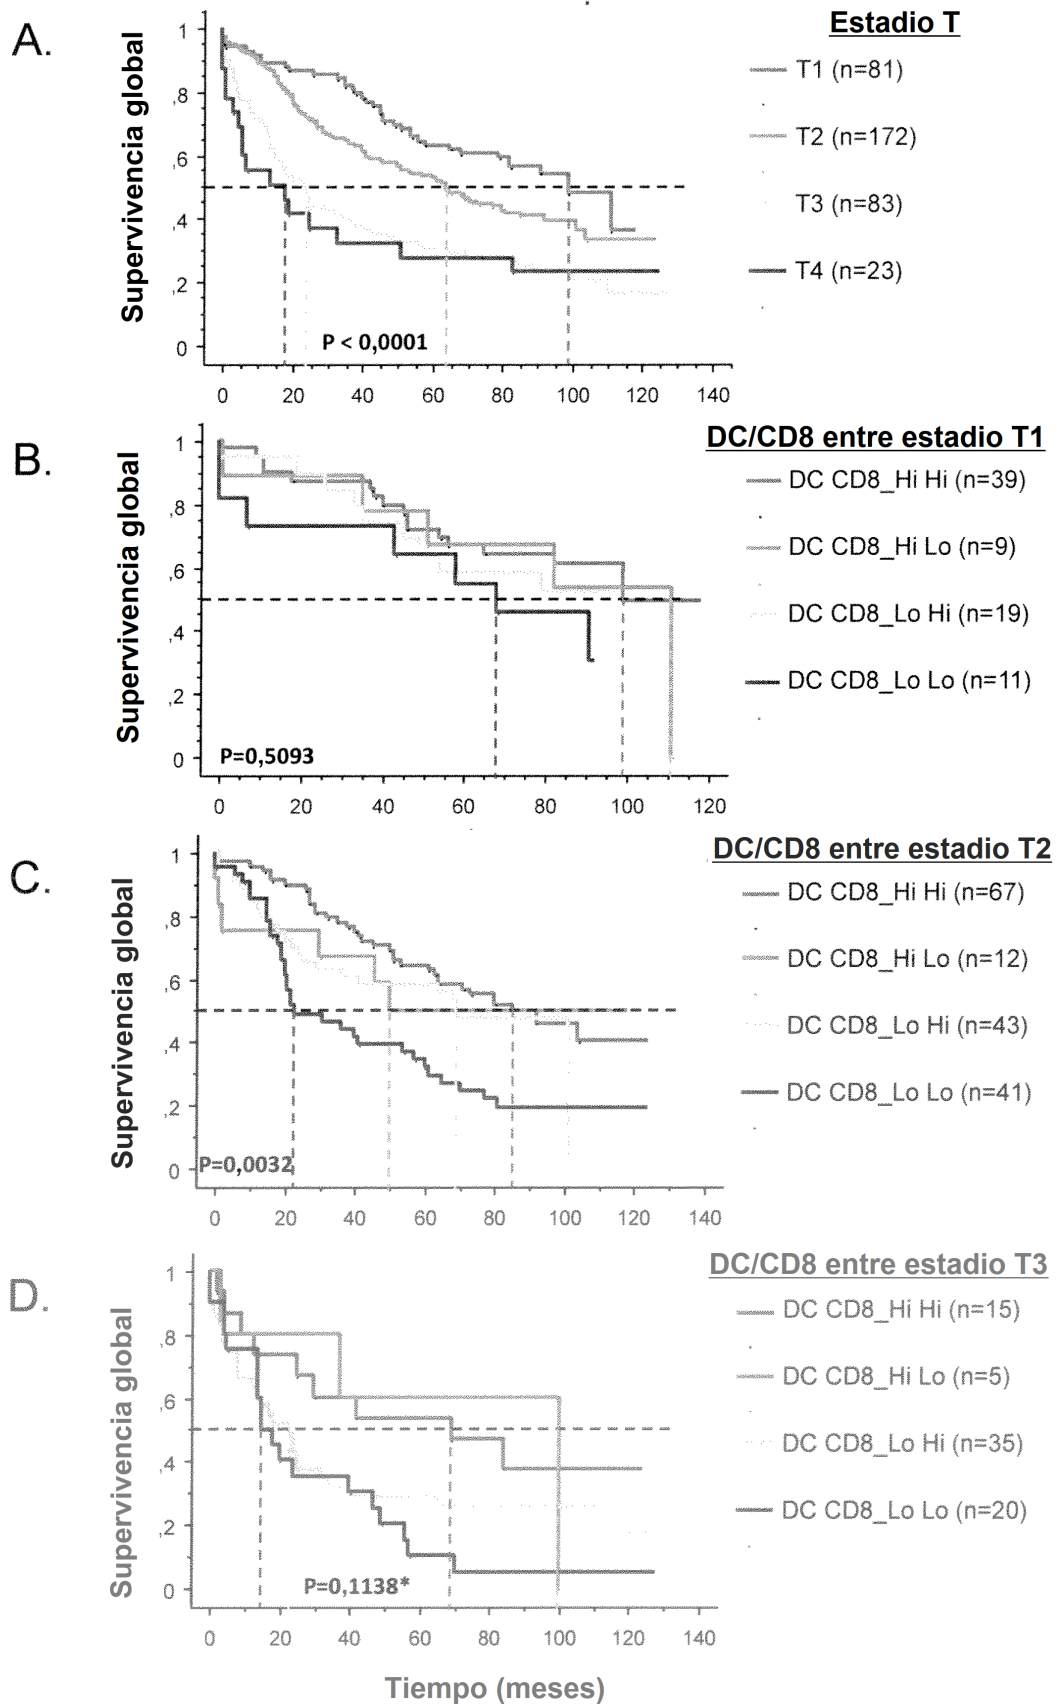 A.
Supervivencia global
1
,8
,6
,4
,2
0
P < 0,0001
0 20 40 60 80 100 120 140
Estadio T
T1 (n=81)
T2 (n=172)
T3 (n=83)
T4 (n=23)
B.
Supervivencia global
1
,8
,6
,4
,2
0
P=0,5093
0 20 40 60 80 100 120
DC/CD8 entre estadio T1
DC CD8_Hi Hi (n=39)
DC CD8_Hi Lo (n=9)
DC CD8_Lo Hi (n=19)
DC CD8_Lo Lo (n=11)
C.
Supervivencia global
1
,8
,6
,4
,2
0
P=0,0032
0 20 40 60 80 100 120 140
DC/CD8 entre estadio T2
DC CD8_Hi Hi (n=67)
DC CD8_Hi Lo (n=12)
DC CD8_Lo Hi (n=43)
DC CD8_Lo Lo (n=41)
D.
Supervivencia global
1
,8
,6
,4
,2
0
P=0,1138*
0 20 40 60 80 100 120 140
DC/CD8 entre estadio T3
DC CD8_Hi Hi (n=15)
DC CD8_Hi Lo (n=5)
DC CD8_Lo Hi (n=35)
DC CD8_Lo Lo (n=20)
Tiempo (meses)